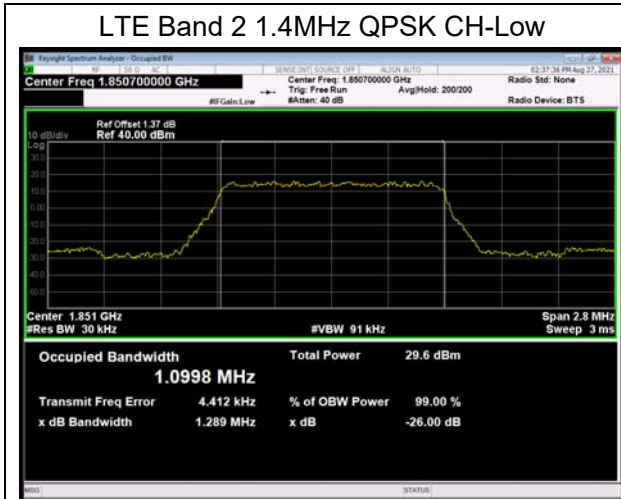 LTE Band 2 1.4MHz QPSK CH-Low
Keysight Spectrum Analyzer - Occupied BW
RF 50 Ω AC SENSE:INT SOURCE OFF ALIGN AUTO 02:37:36 PM Aug 27, 2021
Center Freq 1.850700000 GHz Center Freq: 1.850700000 GHz Radio Std: None
Trig: Free Run Avg|Hold: 200/200
#IFGain:Low #Atten: 40 dB Radio Device: BTS
Ref Offset 1.37 dB
10 dB/div Ref 40.00 dBm
Log
30.0
20.0
10.0
0.00
-10.0
-20.0
-30.0
-40.0
-50.0
Center 1.851 GHz Span 2.8 MHz
#Res BW 30 kHz #VBW 91 kHz Sweep 3 ms
Occupied Bandwidth Total Power 29.6 dBm
1.0998 MHz
Transmit Freq Error 4.412 kHz % of OBW Power 99.00 %
x dB Bandwidth 1.289 MHz x dB -26.00 dB
MSG STATUS